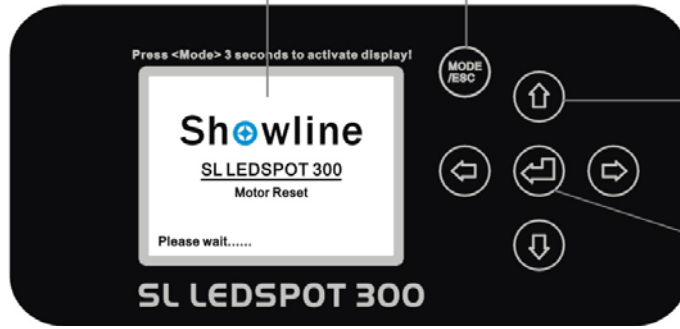 Press <Mode> 3 seconds to activate display!
MODE
/ESC
Showline
SL LEDSPOT 300
Motor Reset
Please wait......
SL LEDSPOT 300